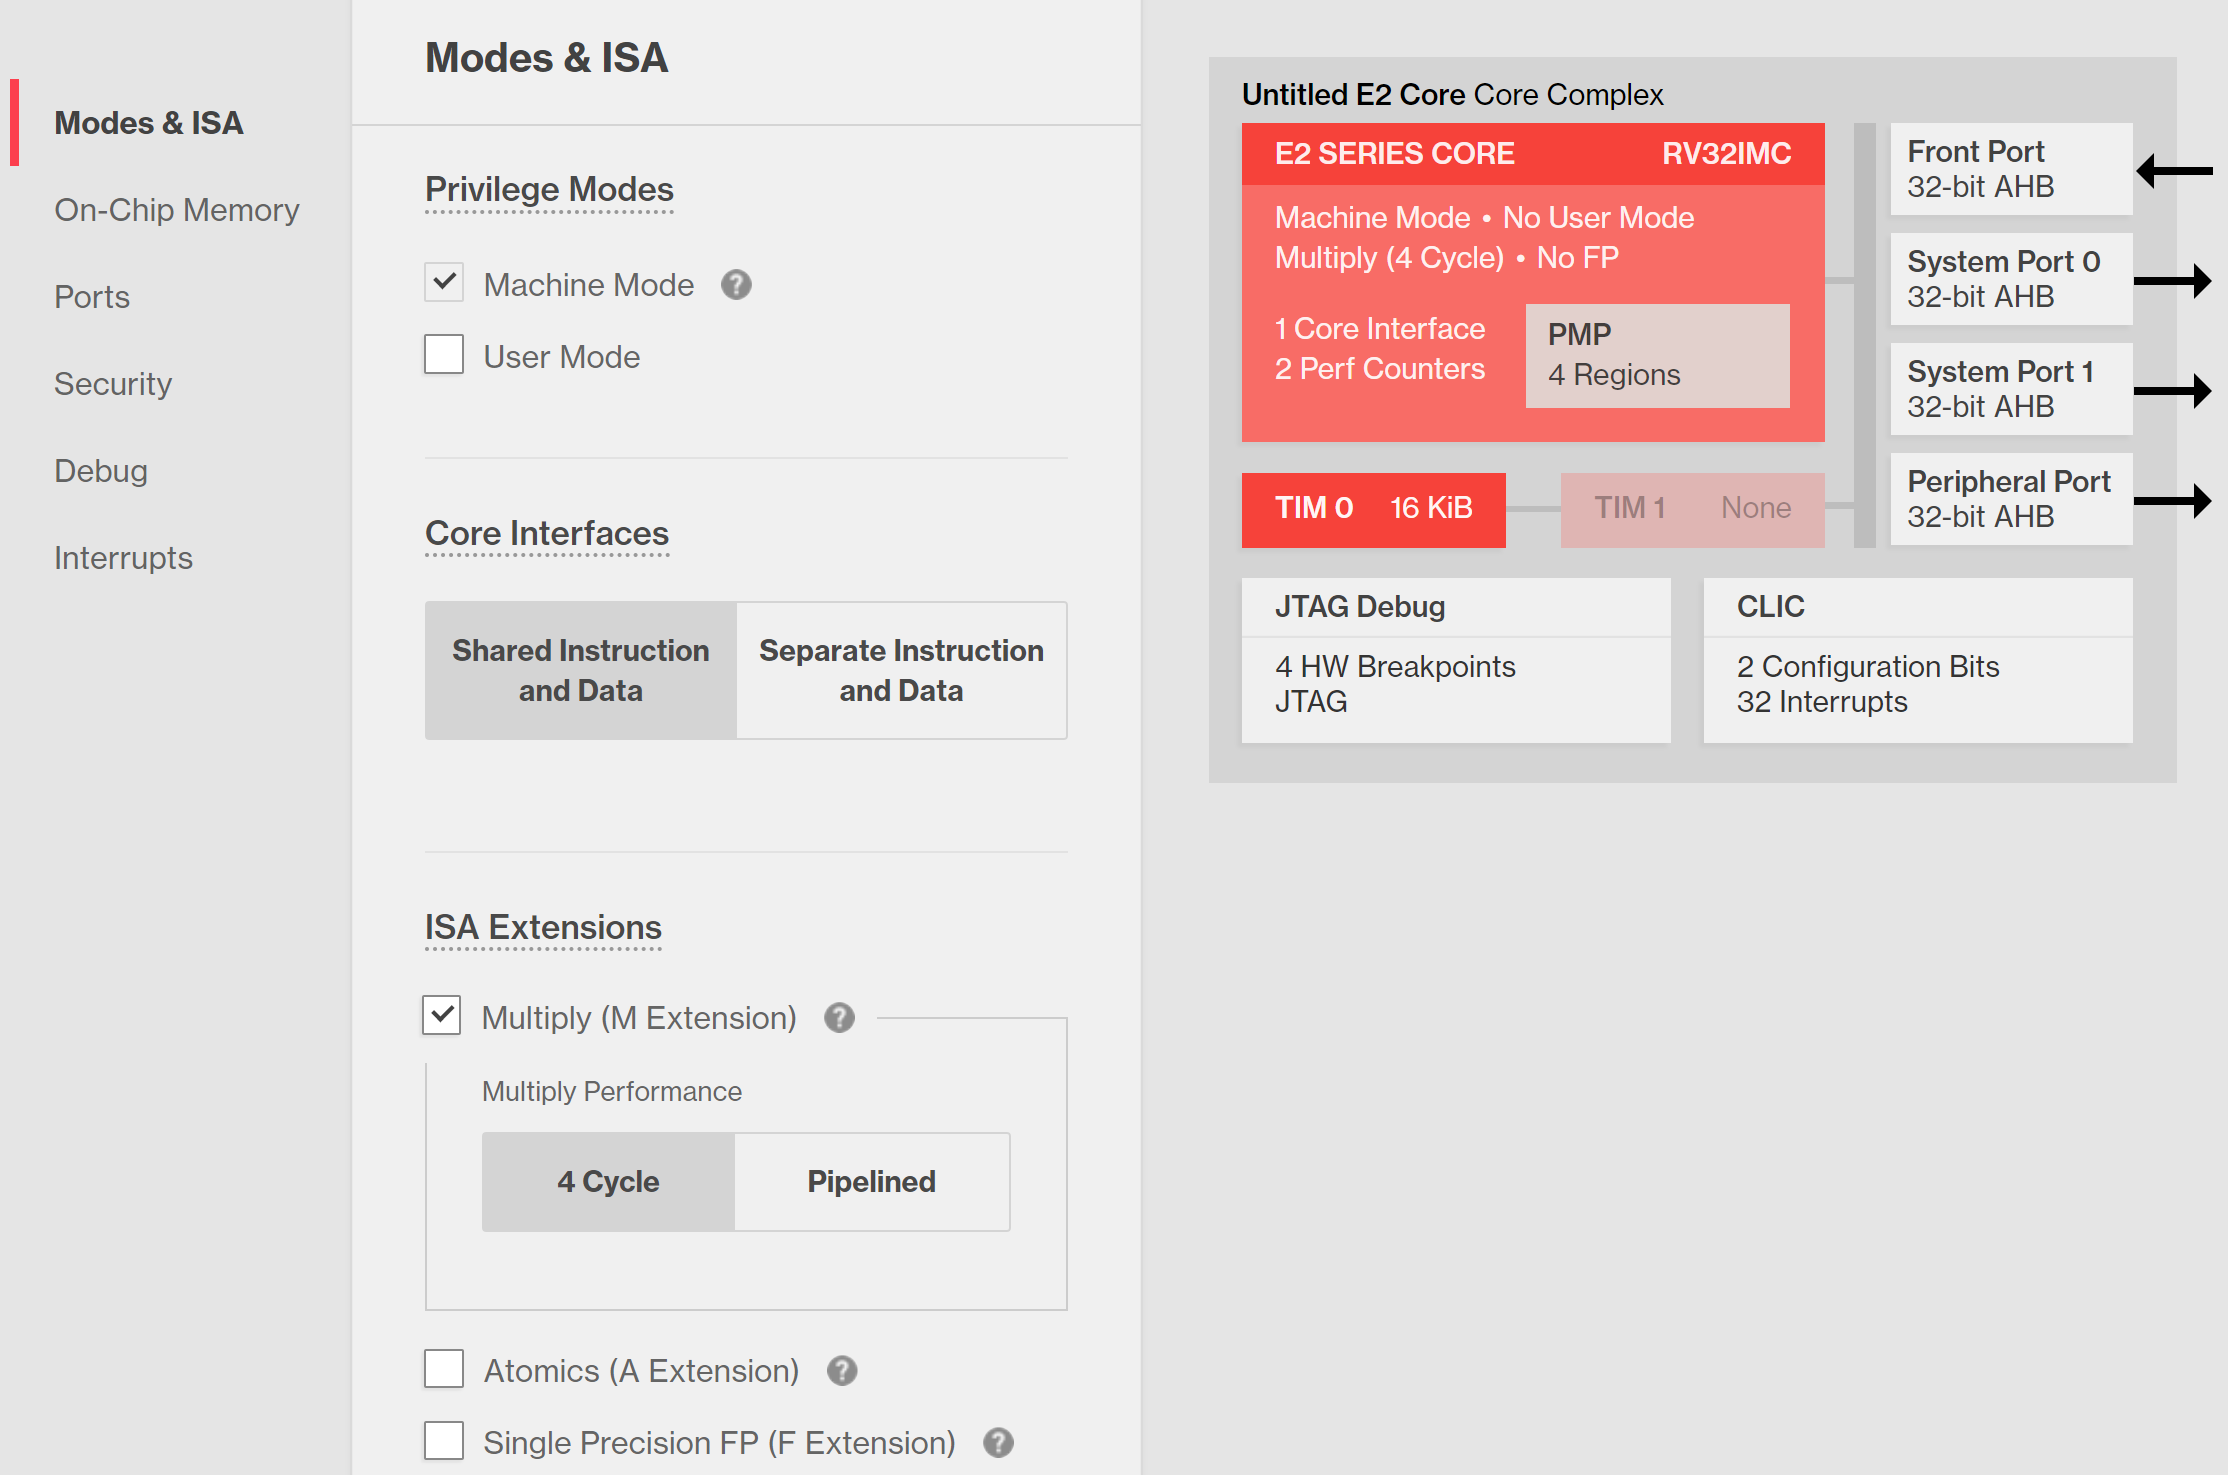 Modes & ISA
On-Chip Memory
Ports
Security
Debug
Interrupts
Modes & ISA
Privilege Modes
Machine Mode ?
User Mode
Core Interfaces
Shared Instruction
and Data
Separate Instruction
and Data
ISA Extensions
Multiply (M Extension) ?
Multiply Performance
4 Cycle
Pipelined
Atomics (A Extension) ?
Single Precision FP (F Extension) ?
Untitled E2 Core Core Complex
E2 SERIES CORE RV32IMC
Machine Mode • No User Mode
Multiply (4 Cycle) • No FP
1 Core Interface
2 Perf Counters
PMP
4 Regions
TIM 0 16 KiB
TIM 1 None
Front Port
32-bit AHB
System Port 0
32-bit AHB
System Port 1
32-bit AHB
Peripheral Port
32-bit AHB
JTAG Debug
4 HW Breakpoints
JTAG
CLIC
2 Configuration Bits
32 Interrupts